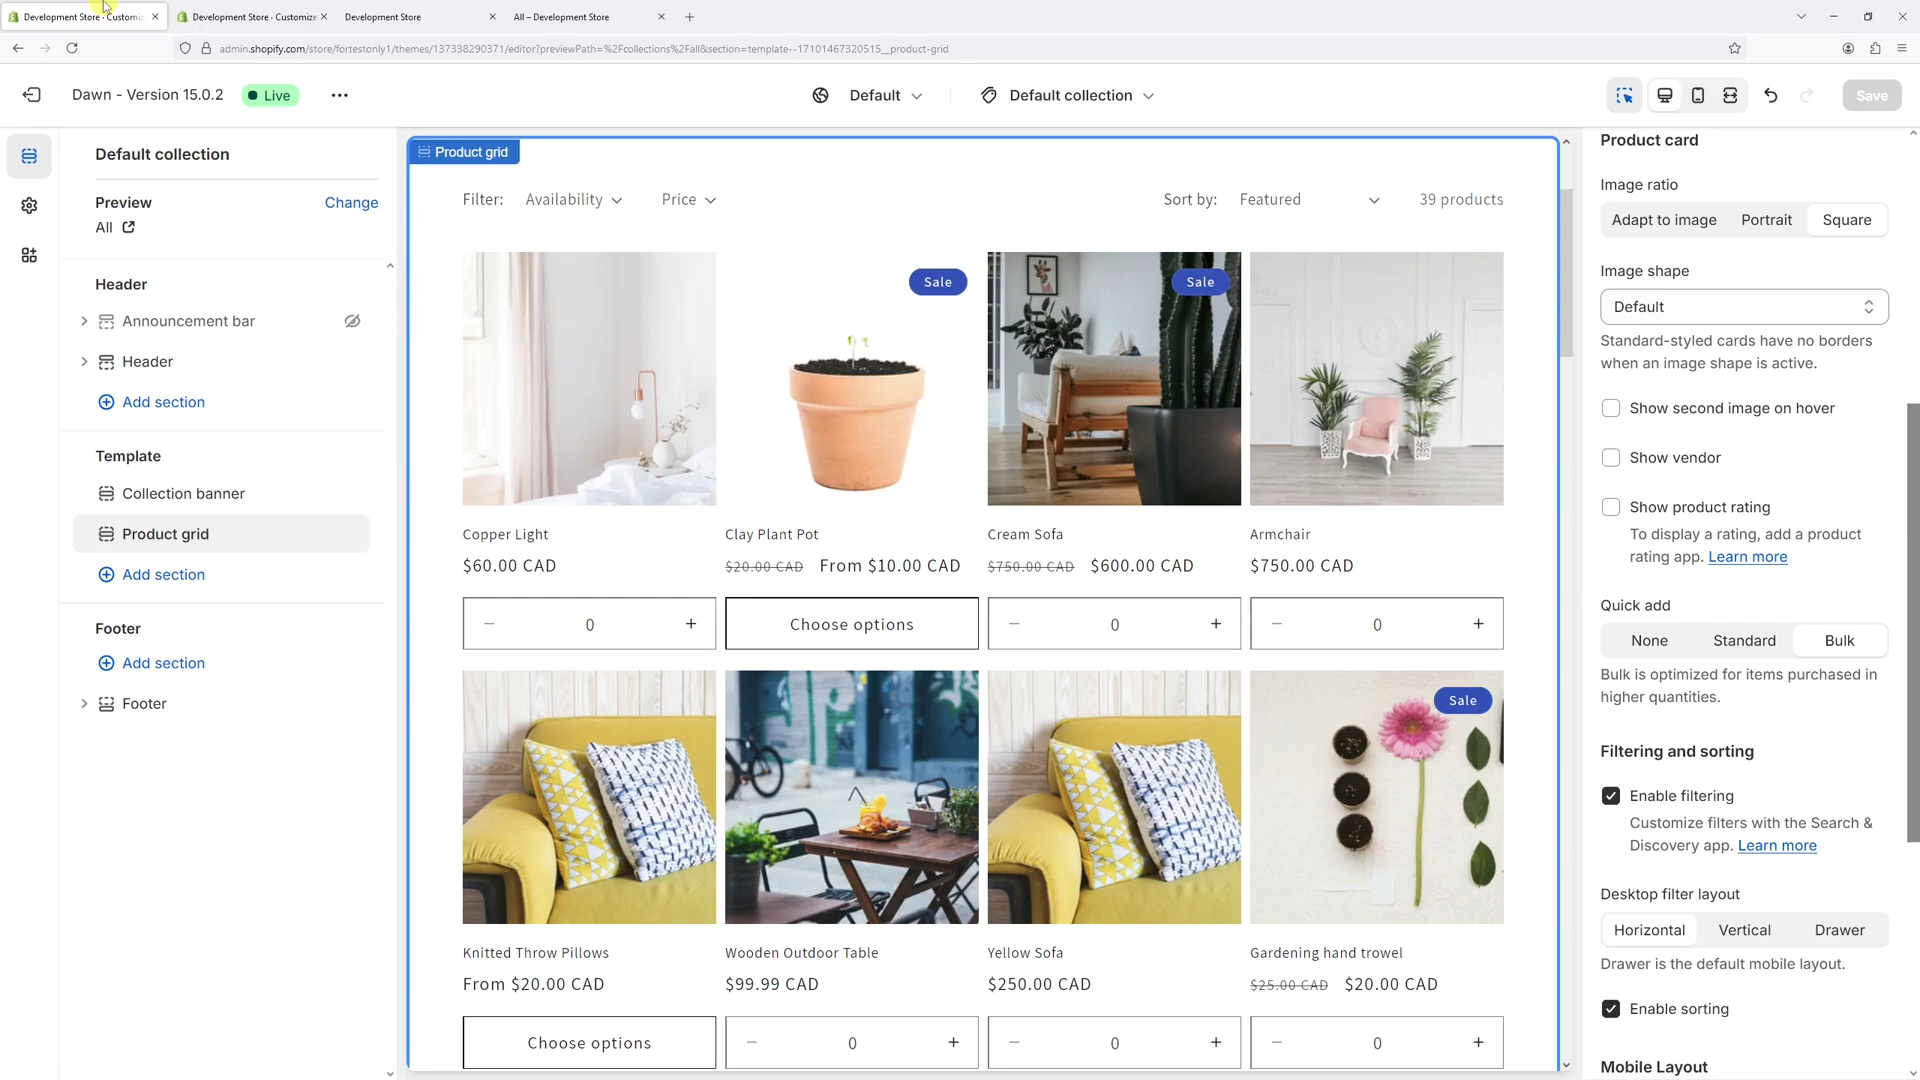 Development Store · Customiz
Development Store · Customize
Development Store
All – Development Store
admin.shopify.com/store/fortestonly1/themes/137338290371/editor?previewPath=%2Fcollections%2Fall&section=template--17101467320515__product-grid
Dawn - Version 15.0.2
Live
Default
Default collection
Save
Default collection
Preview
Change
All
Header
Announcement bar
Header
Add section
Template
Collection banner
Product grid
Add section
Footer
Add section
Footer
Product grid
Filter: Availability Price
Sort by: Featured 39 products
Sale
Sale
Copper Light
$60.00 CAD
0
Clay Plant Pot
$20.00 CAD From $10.00 CAD
Choose options
Cream Sofa
$750.00 CAD $600.00 CAD
0
Armchair
$750.00 CAD
0
Sale
Knitted Throw Pillows
From $20.00 CAD
Choose options
Wooden Outdoor Table
$99.99 CAD
0
Yellow Sofa
$250.00 CAD
0
Gardening hand trowel
$25.00 CAD $20.00 CAD
0
Product card
Image ratio
Adapt to image Portrait Square
Image shape
Default
Standard-styled cards have no borders
when an image shape is active.
Show second image on hover
Show vendor
Show product rating
To display a rating, add a product
rating app. Learn more
Quick add
None Standard Bulk
Bulk is optimized for items purchased in
higher quantities.
Filtering and sorting
Enable filtering
Customize filters with the Search &
Discovery app. Learn more
Desktop filter layout
Horizontal Vertical Drawer
Drawer is the default mobile layout.
Enable sorting
Mobile Layout